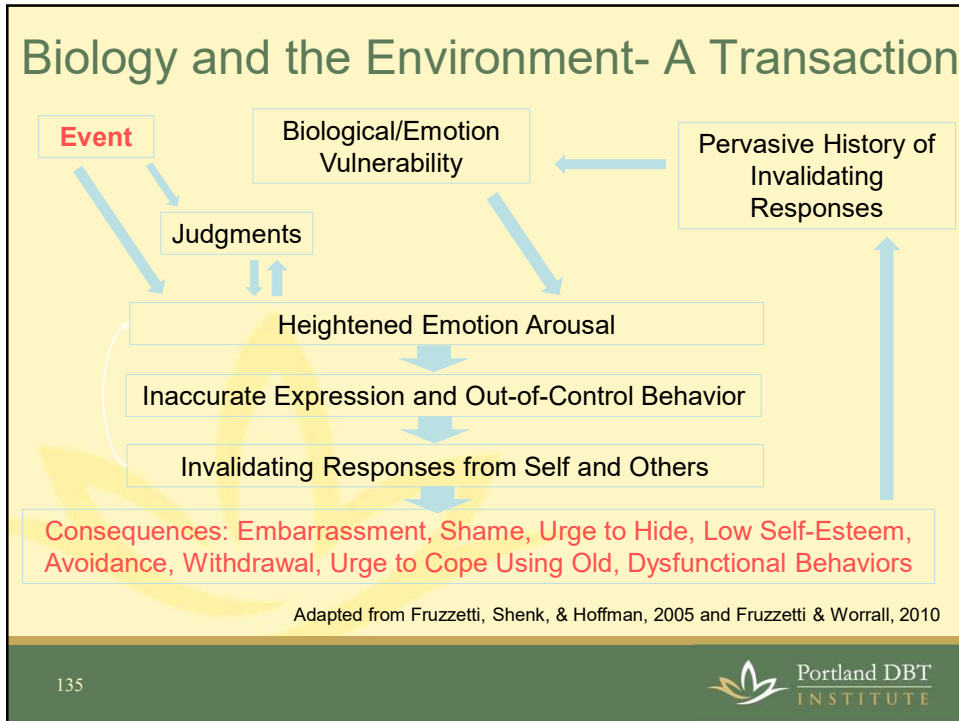 Biology and the Environment- A Transaction
Event
Biological/Emotion
Vulnerability
Pervasive History of
Invalidating
Responses
Judgments
Heightened Emotion Arousal
Inaccurate Expression and Out-of-Control Behavior
Invalidating Responses from Self and Others
Consequences: Embarrassment, Shame, Urge to Hide, Low Self-Esteem,
Avoidance, Withdrawal, Urge to Cope Using Old, Dysfunctional Behaviors
Adapted from Fruzzetti, Shenk, & Hoffman, 2005 and Fruzzetti & Worrall, 2010
135
Portland DBT
INSTITUTE